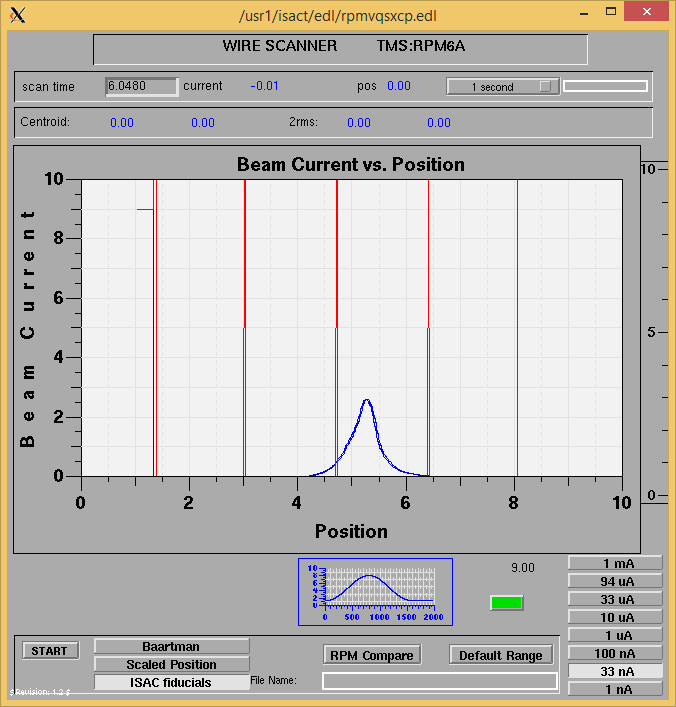 /usr1/isact/edl/rpmvqsxcp.edl
WIRE SCANNER TMS:RPM6A
scan time 6.0480 current -0.01 pos 0.00 1 second
Centroid: 0.00 0.00 2rms: 0.00 0.00
Beam Current vs. Position
10
8
6
4
2
0
Beam Current
0 2 4 6 8 10
Position
10
5
0
10
8
6
4
2
0
0 500 1000 1500 2000
9.00
1 mA
94 uA
33 uA
10 uA
1 uA
100 nA
33 nA
1 nA
START
Baartman
Scaled Position
ISAC fiducials
RPM Compare Default Range
File Name:
$Revision: 1.2 $